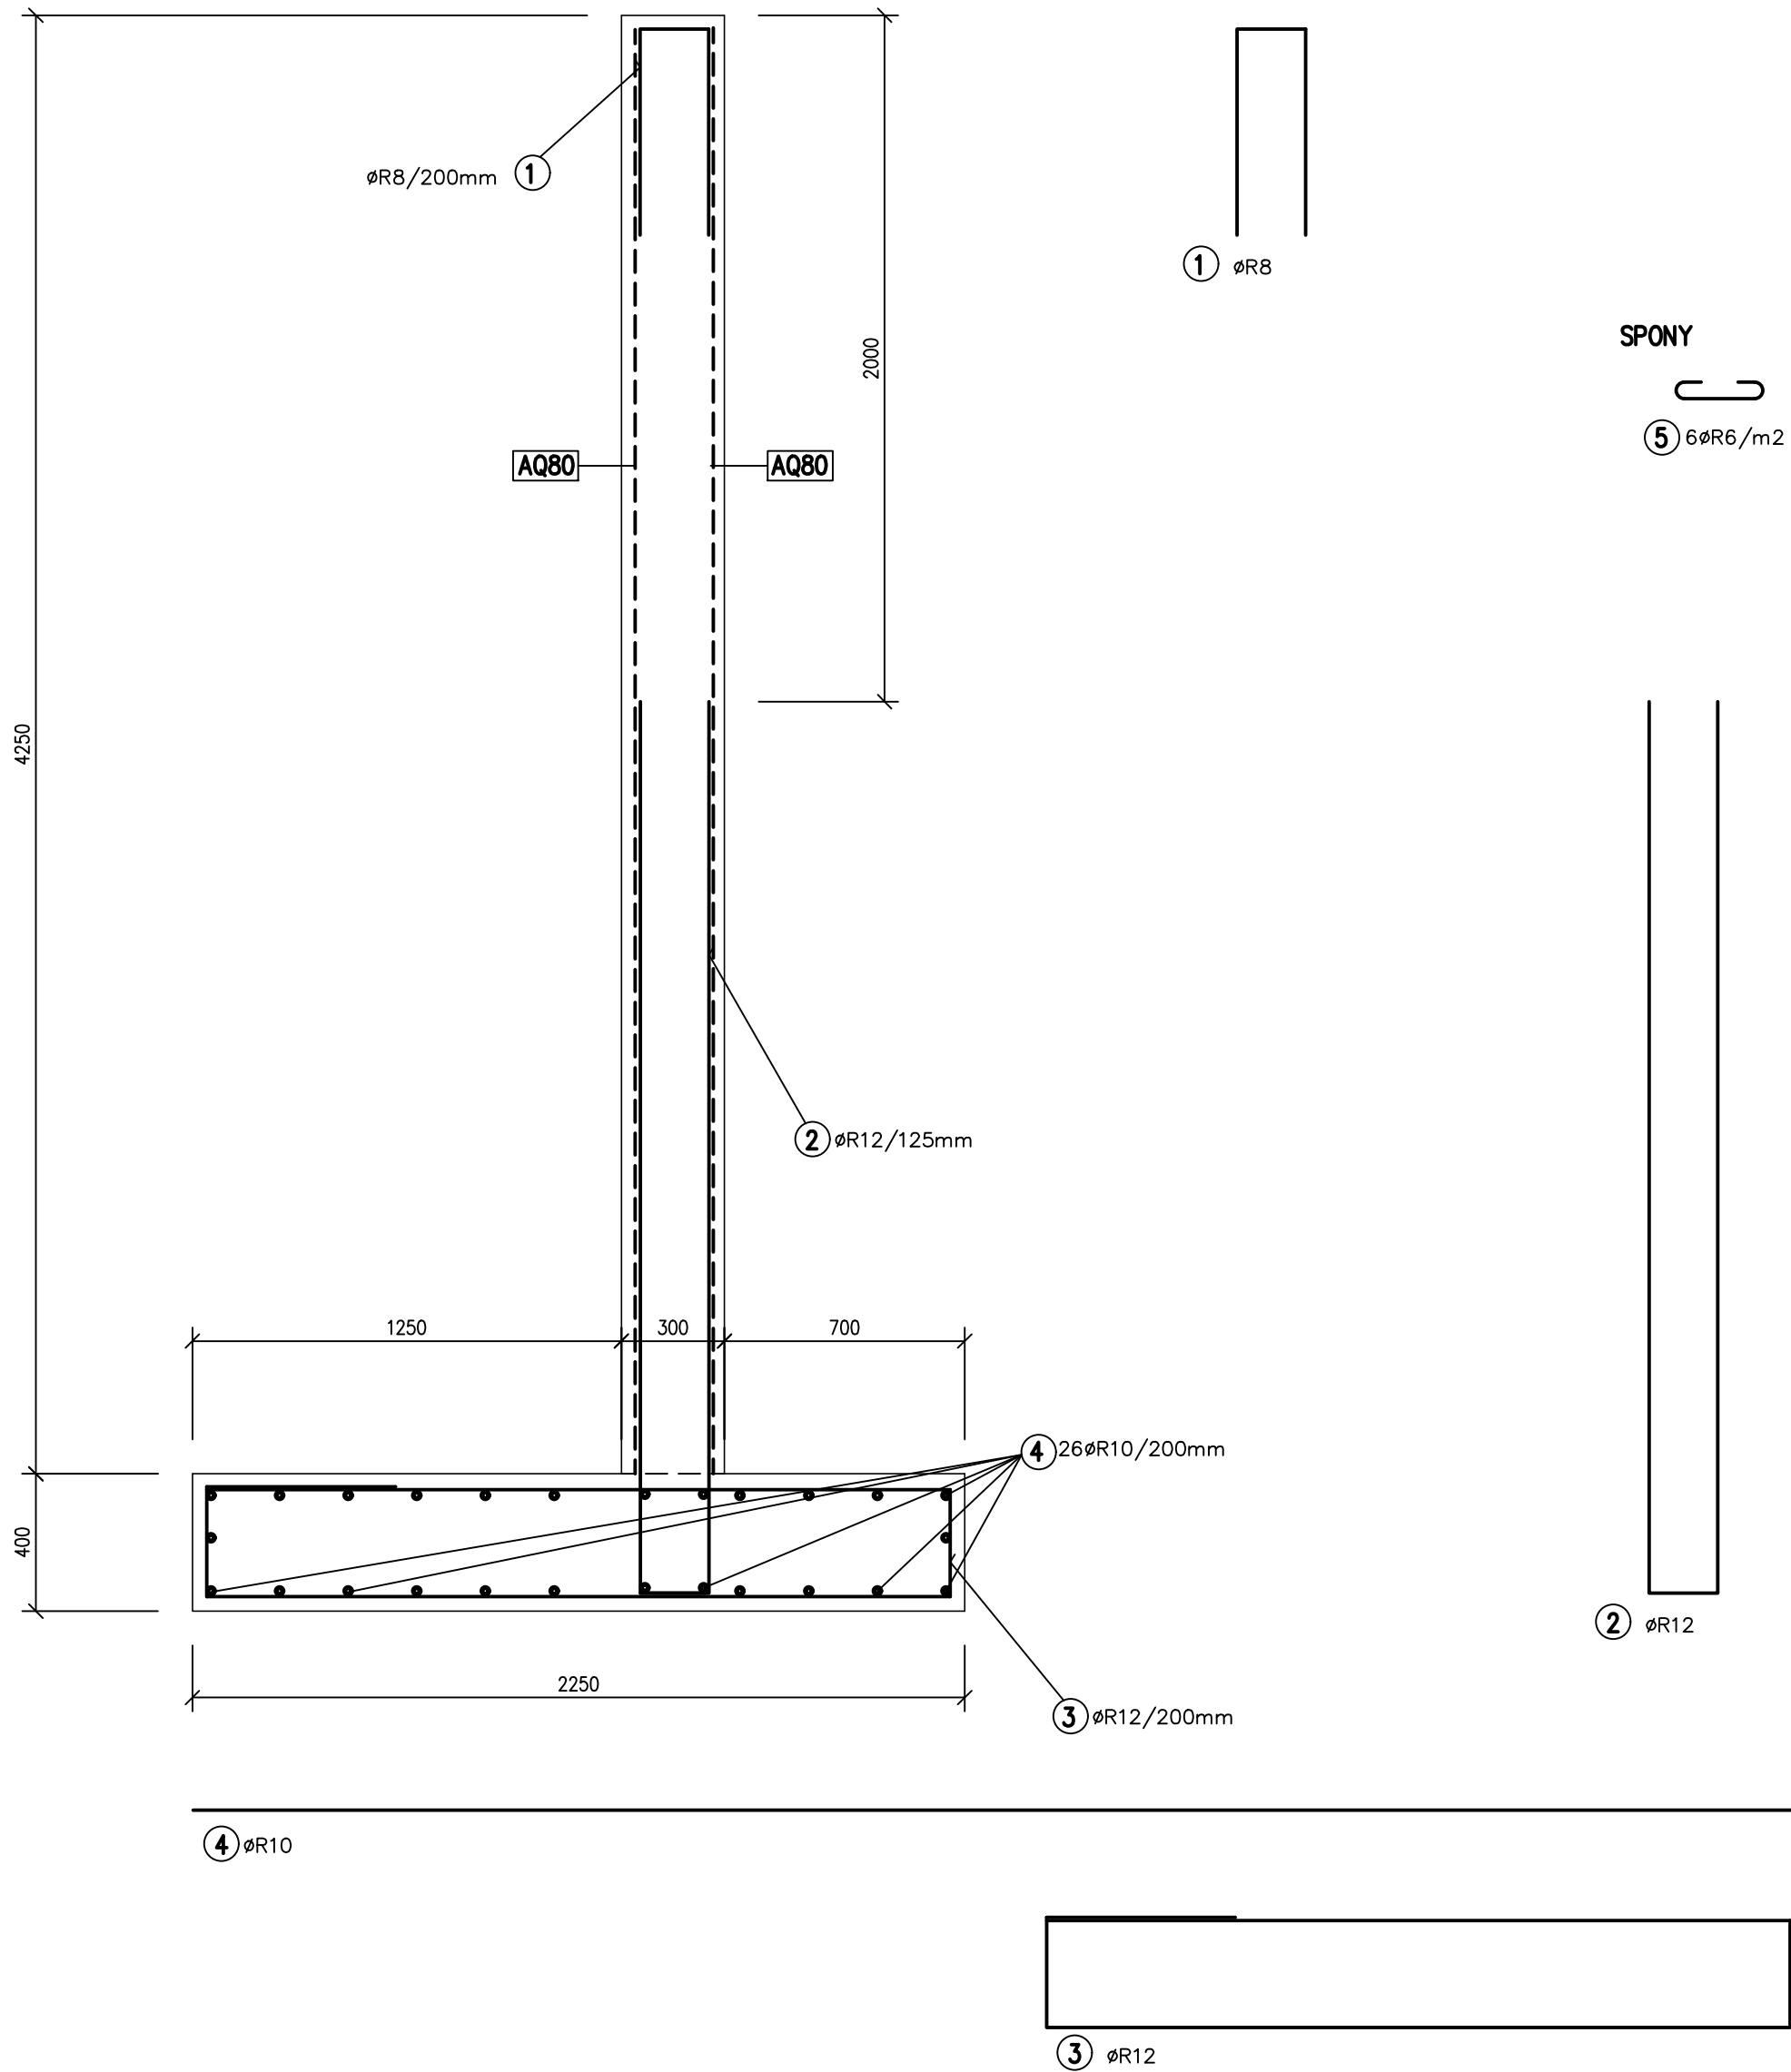 øR8/200mm 1
1 øR8
SPONY
5 6øR6/m2
2000
AQ80
AQ80
4250
2 øR12/125mm
1250
300
700
4 26øR10/200mm
400
2 øR12
2250
3 øR12/200mm
4 øR10
3 øR12